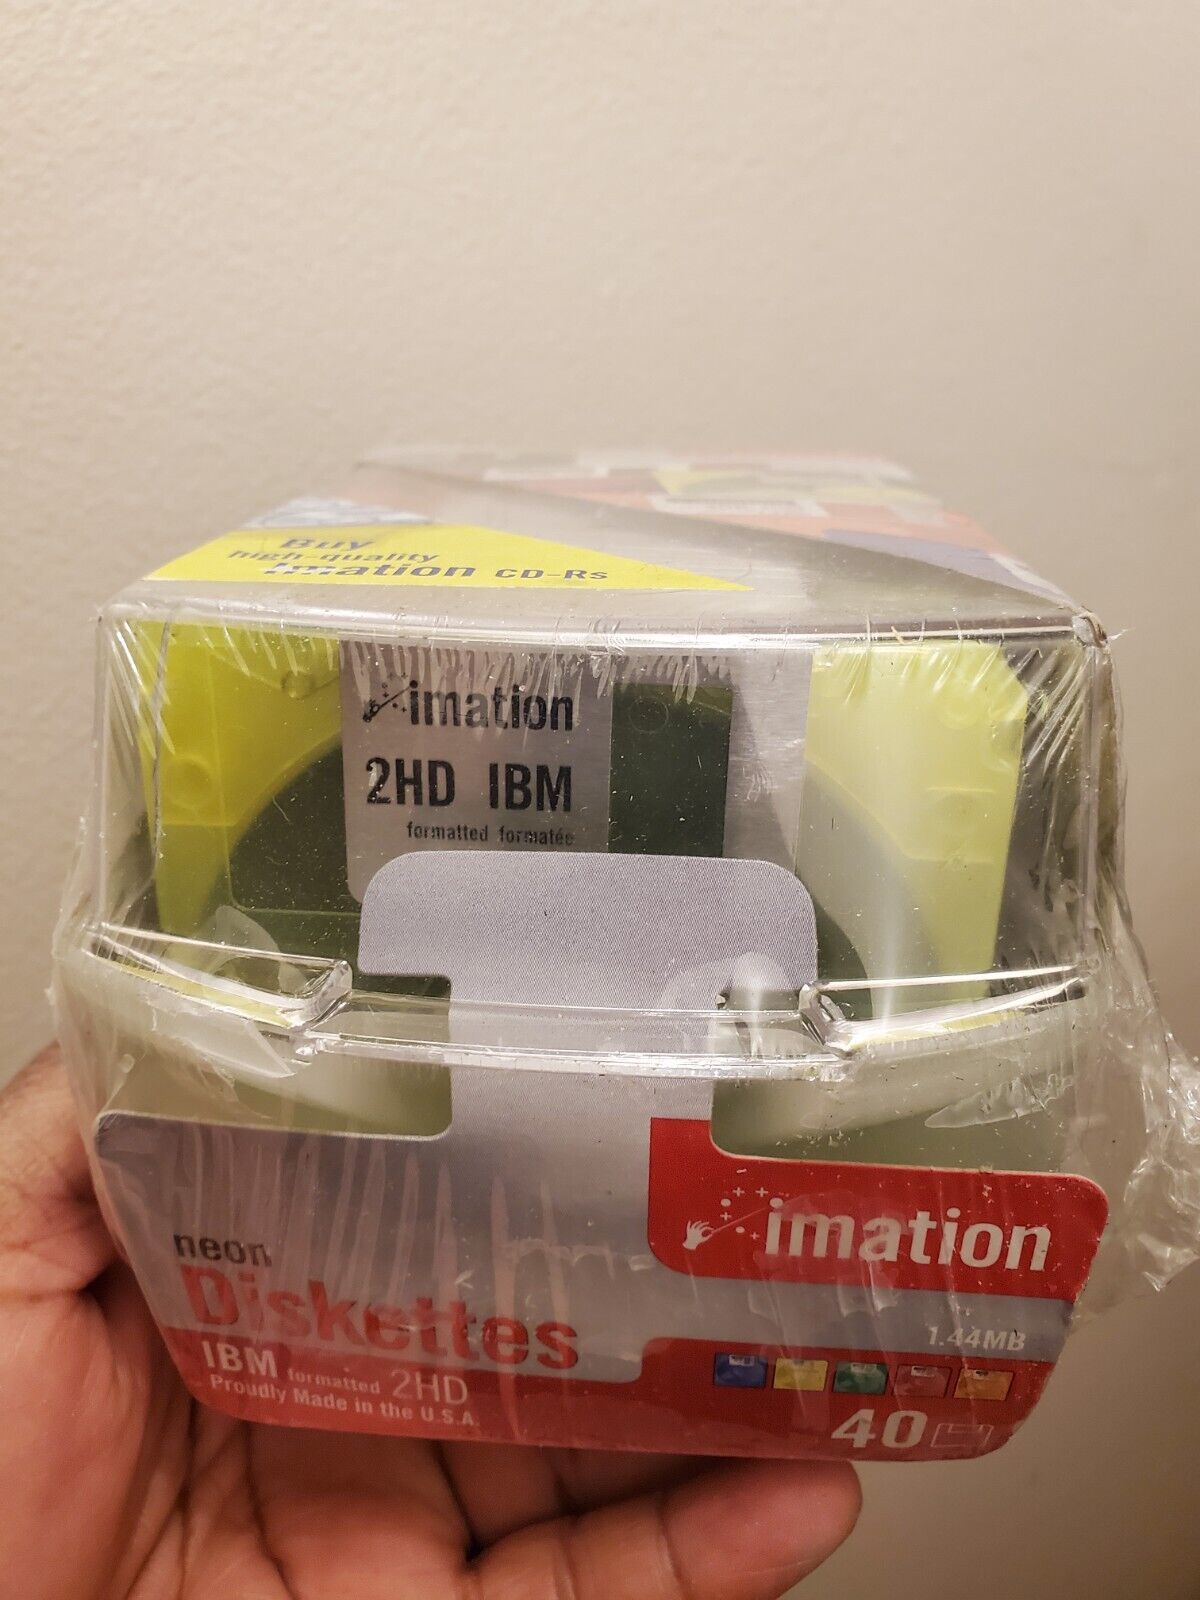 Buy
high-quality
imation CD-Rs
imation
2HD IBM
formatted formatée
imation
neon
Diskettes
1.44MB
IBM formatted 2HD
Proudly Made in the U.S.A.
40